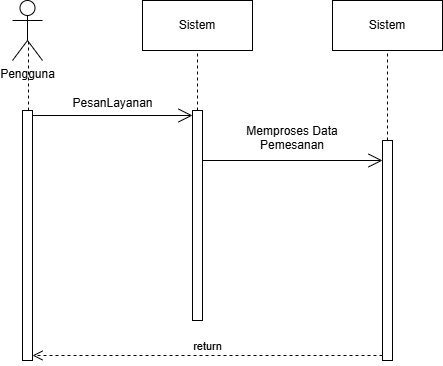 Sistem
Sistem
Pengguna
PesanLayanan
Memproses Data
Pemesanan
return